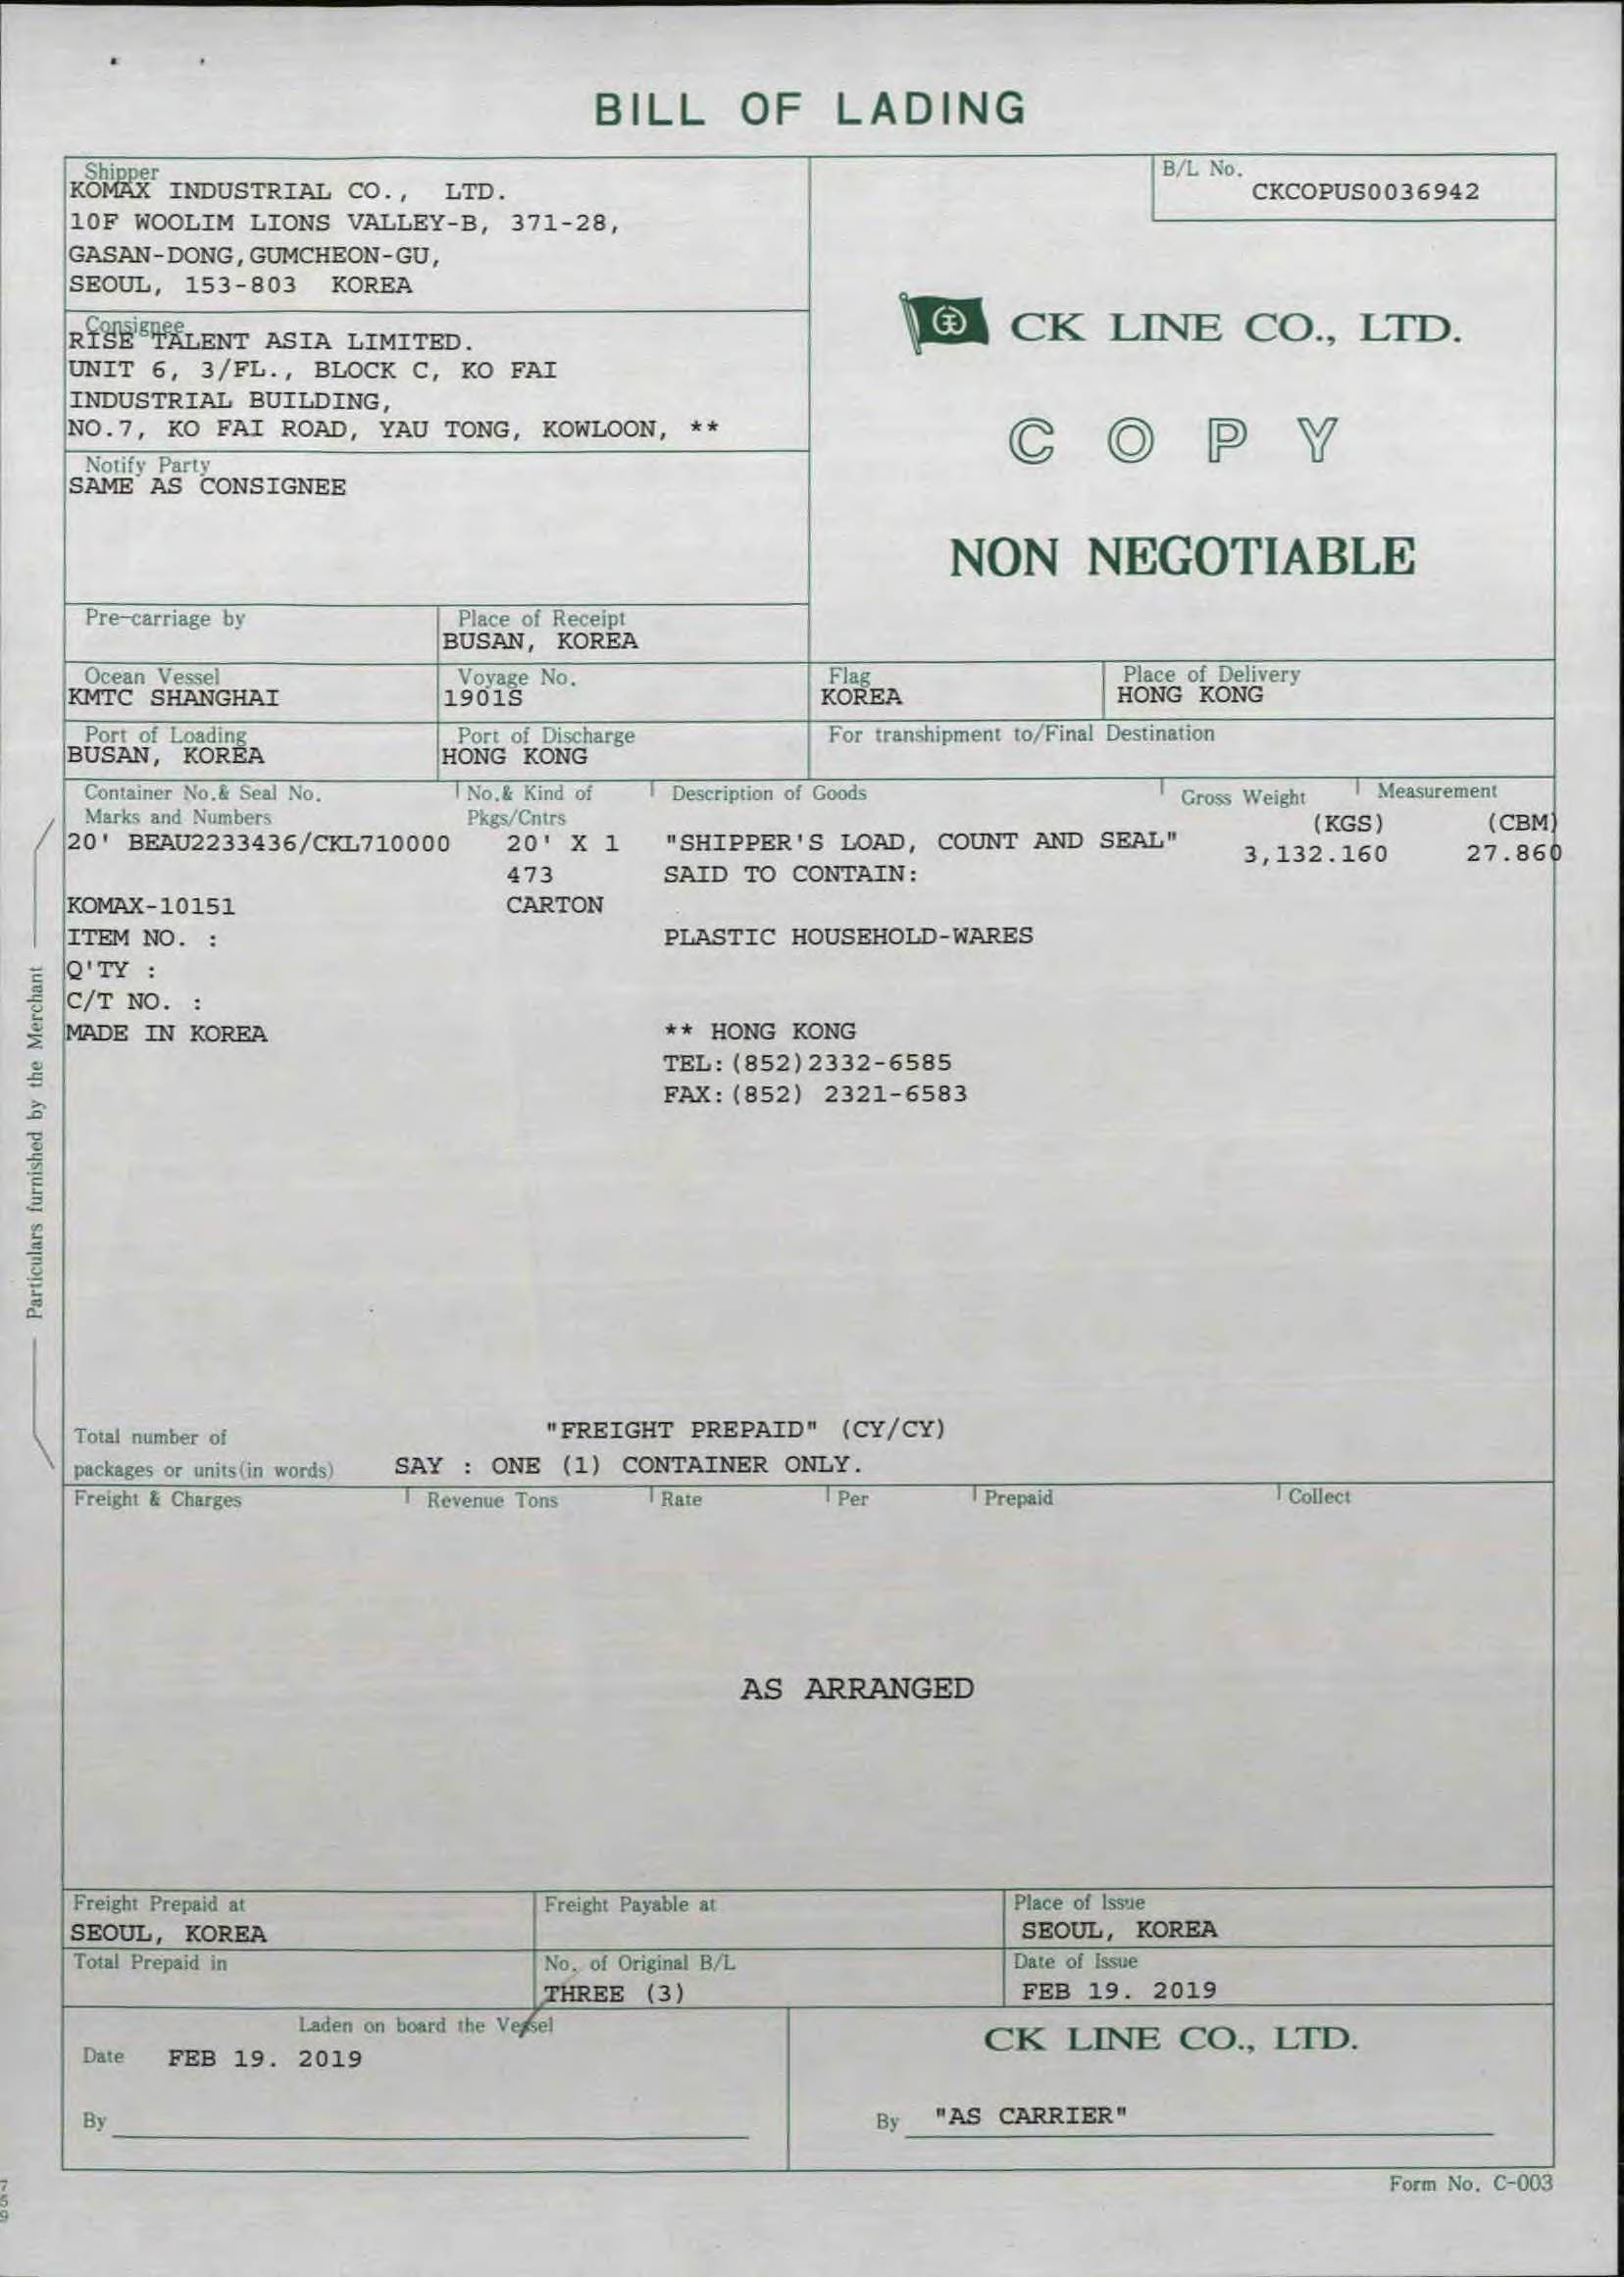 BILL OF LADING
Shipper
KOMAX INDUSTRIAL CO., LTD.
10F WOOLIM LIONS VALLEY-B, 371-28,
GASAN-DONG, GUMCHEON-GU,
SEOUL, 153-803 KOREA
B/L No.
CKCOPUS0036942
Consignee
RISE TALENT ASIA LIMITED.
UNIT 6, 3/FL., BLOCK C, KO FAI
INDUSTRIAL BUILDING,
NO.7, KO FAI ROAD, YAU TONG, KOWLOON, **
CK LINE CO., LTD.
COPY
NON NEGOTIABLE
Notify Party
SAME AS CONSIGNEE
Pre-carriage by
Place of Receipt
BUSAN, KOREA
Ocean Vessel
KMTC SHANGHAI
Voyage No.
1901S
Flag
KOREA
Place of Delivery
HONG KONG
Port of Loading
BUSAN, KOREA
Port of Discharge
HONG KONG
For transhipment to/Final Destination
Container No.& Seal No. No.& Kind of Description of Goods Gross Weight Measurement
Marks and Numbers Pkgs/Cntrs (KGS) (CBM)
20' BEAU2233436/CKL710000 20' X 1 "SHIPPER'S LOAD, COUNT AND SEAL" 3,132.160 27.860
473 SAID TO CONTAIN:
KOMAX-10151 CARTON
ITEM NO. : PLASTIC HOUSEHOLD-WARES
Q'TY :
C/T NO. :
MADE IN KOREA ** HONG KONG
TEL:(852)2332-6585
FAX:(852) 2321-6583
Particulars furnished by the Merchant
"FREIGHT PREPAID" (CY/CY)
Total number of
packages or units(in words) SAY : ONE (1) CONTAINER ONLY.
Freight & Charges Revenue Tons Rate Per Prepaid Collect
AS ARRANGED
Freight Prepaid at
SEOUL, KOREA
Freight Payable at
Place of Issue
SEOUL, KOREA
Total Prepaid in
No. of Original B/L
THREE (3)
Date of Issue
FEB 19. 2019
Laden on board the Vessel
Date FEB 19. 2019
By
CK LINE CO., LTD.
By "AS CARRIER"
Form No. C-003